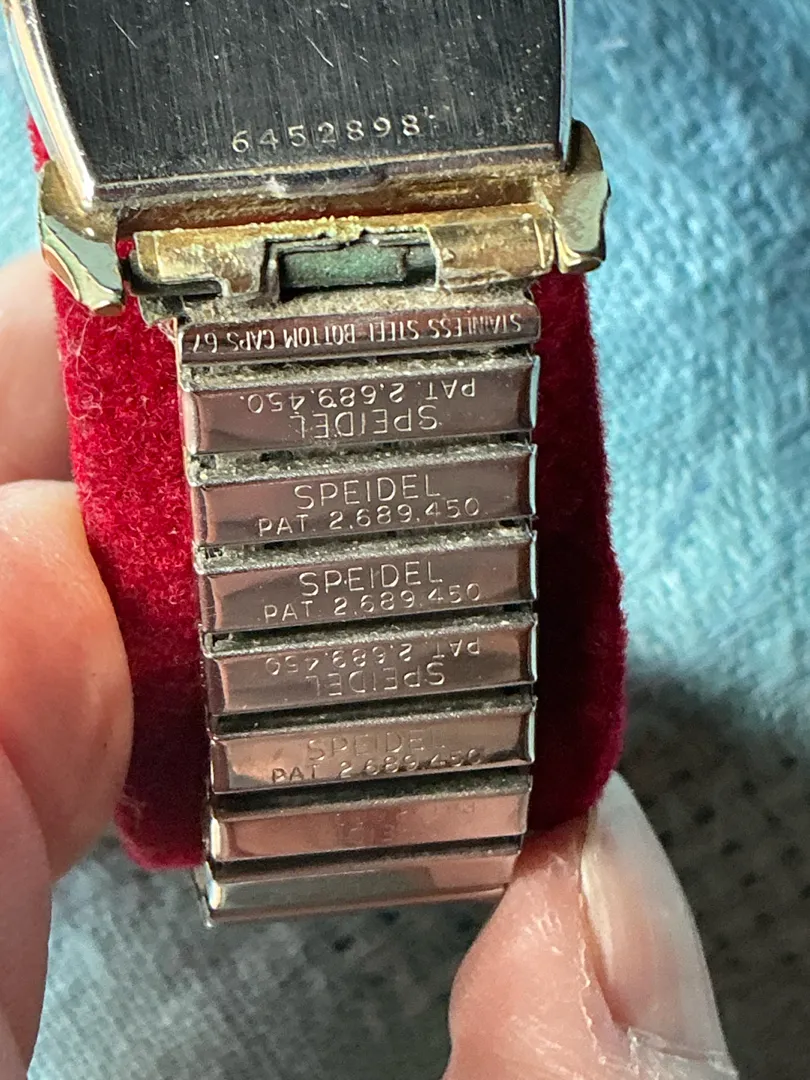 6452898
STAINLESS STEEL BOTTOM CAPS 67
PAT. 2,689,450.
SPEIDEL
SPEIDEL
PAT. 2,689,450
SPEIDEL
PAT 2,689,450
PAT. 2,689,450
SPEIDEL
SPEIDEL
PAT 2,689,450